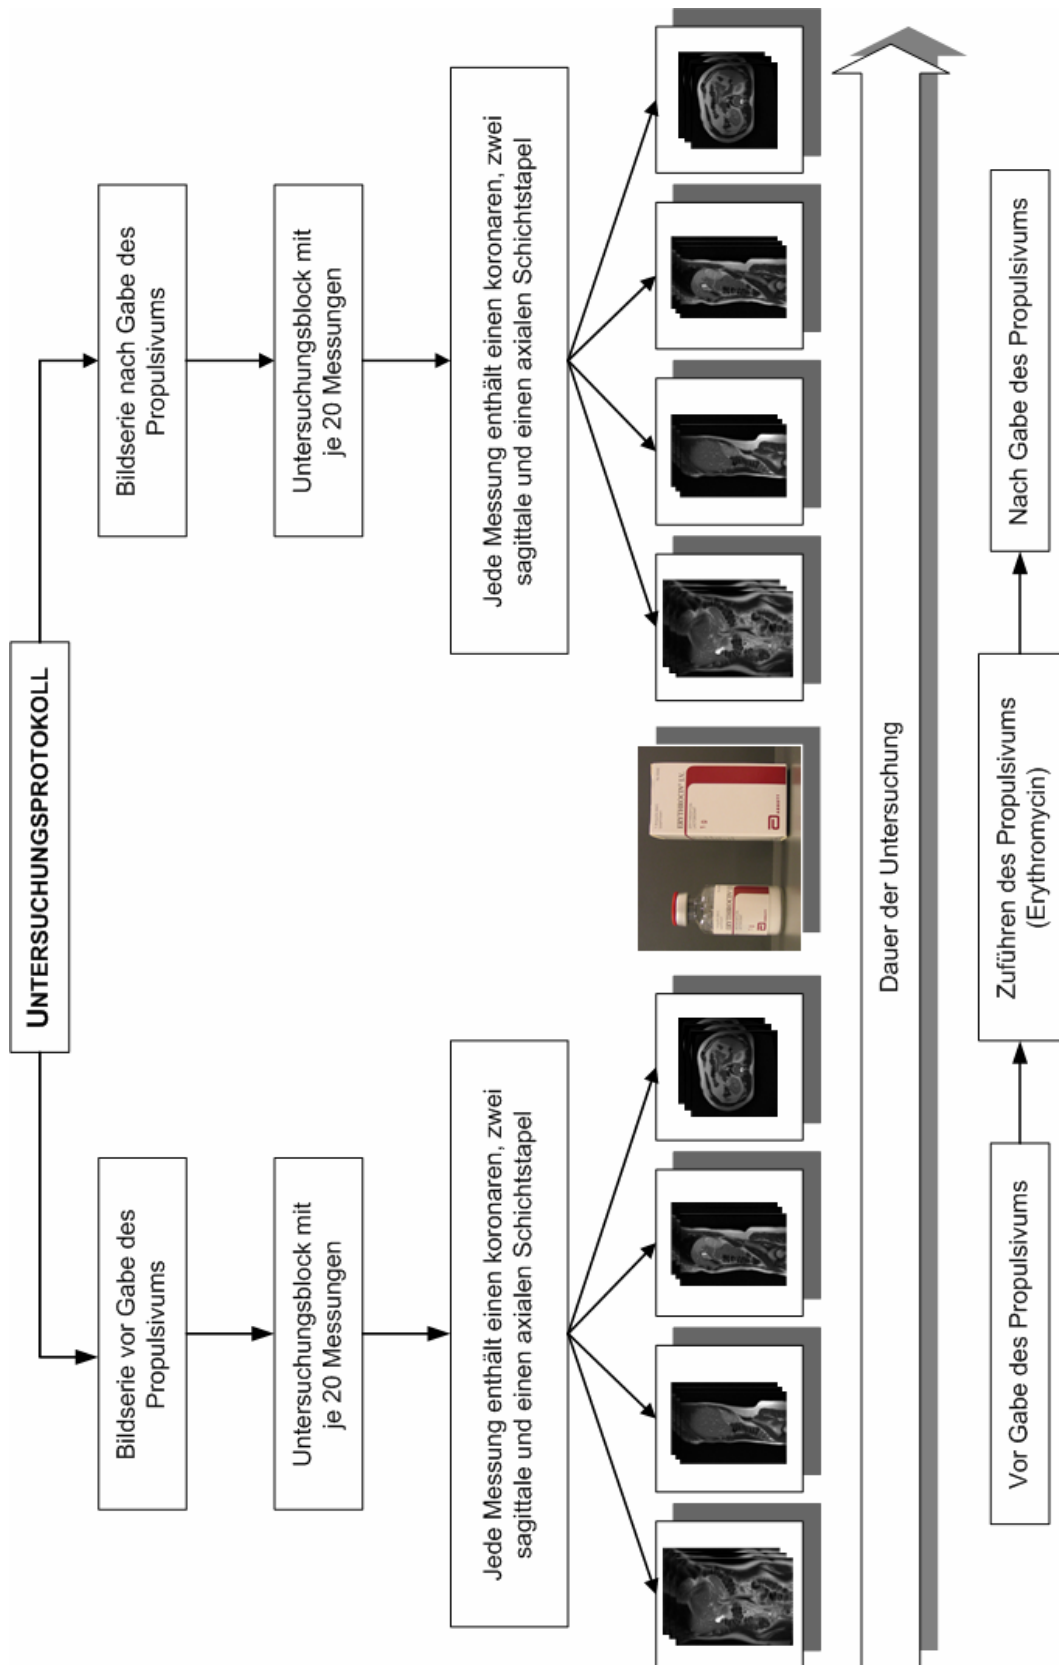 UNTERSUCHUNGSPROTOKOLL
Bildserie vor Gabe des
Propulsivums
Bildserie nach Gabe des
Propulsivums
Untersuchungsblock mit
je 20 Messungen
Untersuchungsblock mit
je 20 Messungen
Jede Messung enthält einen koronaren, zwei
sagittale und einen axialen Schichtstapel
Jede Messung enthält einen koronaren, zwei
sagittale und einen axialen Schichtstapel
Dauer der Untersuchung
Vor Gabe des Propulsivums
Zuführen des Propulsivums
(Erythromycin)
Nach Gabe des Propulsivums